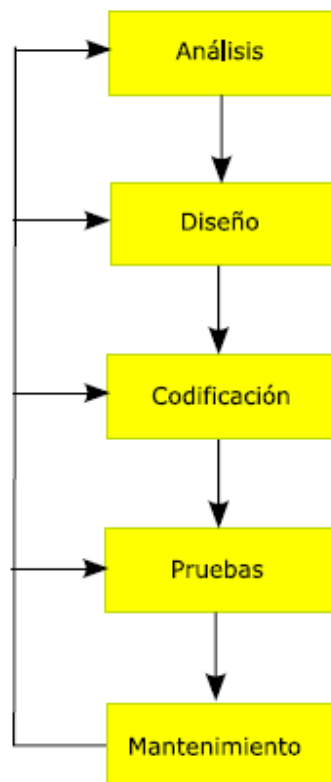 Análisis
Diseño
Codificación
Pruebas
Mantenimiento